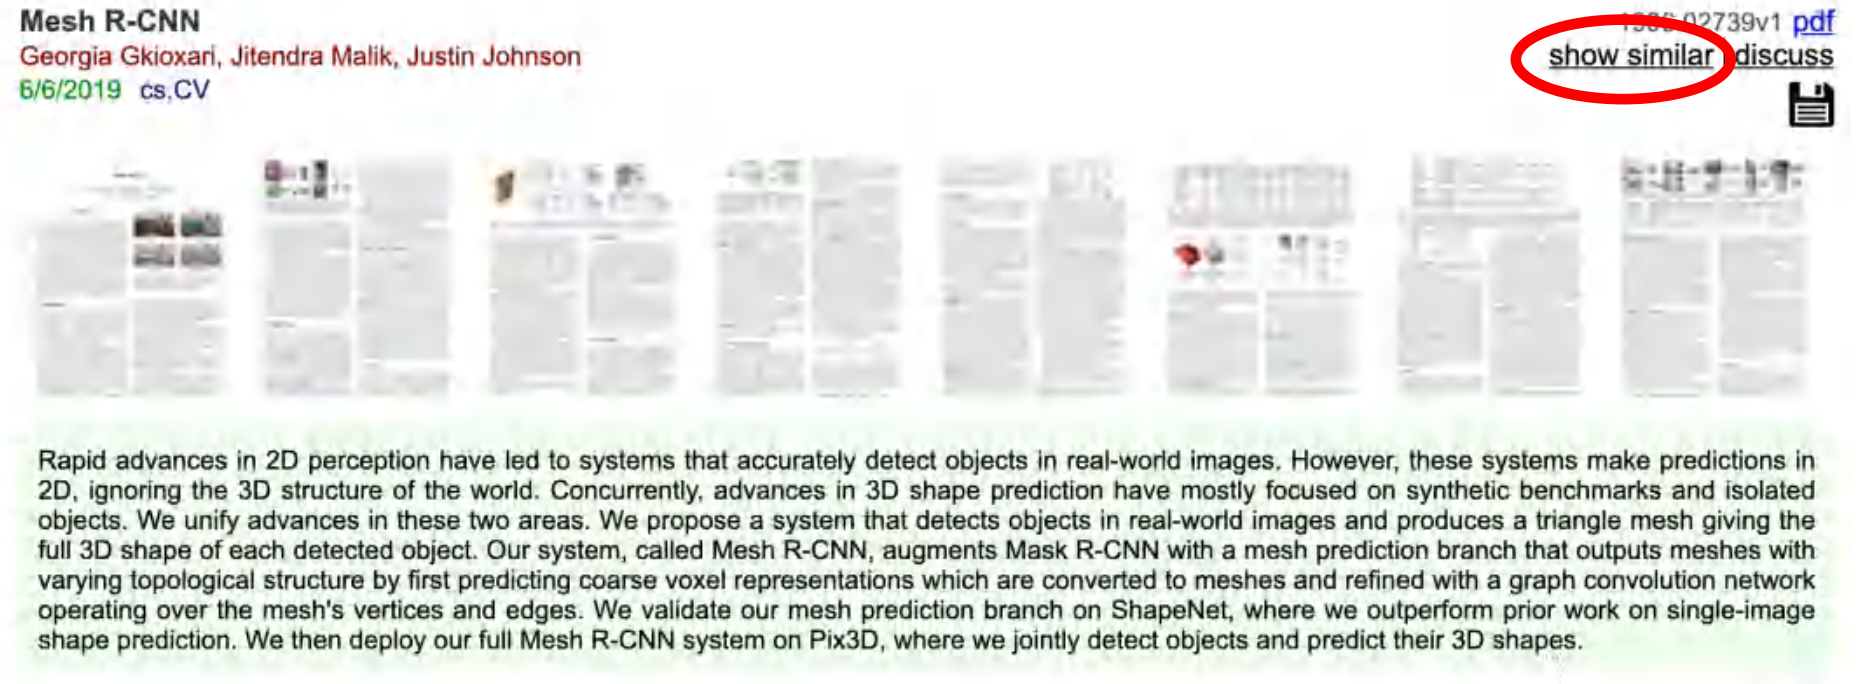 Mesh R-CNN
02739v1 pdf
Georgia Gkioxari, Jitendra Malik, Justin Johnson
show similar discuss
6/6/2019 cs.CV
Rapid advances in 2D perception have led to systems that accurately detect objects in real-world images. However, these systems make predictions in
2D, ignoring the 3D structure of the world. Concurrently, advances in 3D shape prediction have mostly focused on synthetic benchmarks and isolated
objects. We unify advances in these two areas. We propose a system that detects objects in real-world images and produces a triangle mesh giving the
full 3D shape of each detected object. Our system, called Mesh R-CNN, augments Mask R-CNN with a mesh prediction branch that outputs meshes with
varying topological structure by first predicting coarse voxel representations which are converted to meshes and refined with a graph convolution network
operating over the mesh's vertices and edges. We validate our mesh prediction branch on ShapeNet, where we outperform prior work on single-image
shape prediction. We then deploy our full Mesh R-CNN system on Pix3D, where we jointly detect objects and predict their 3D shapes.